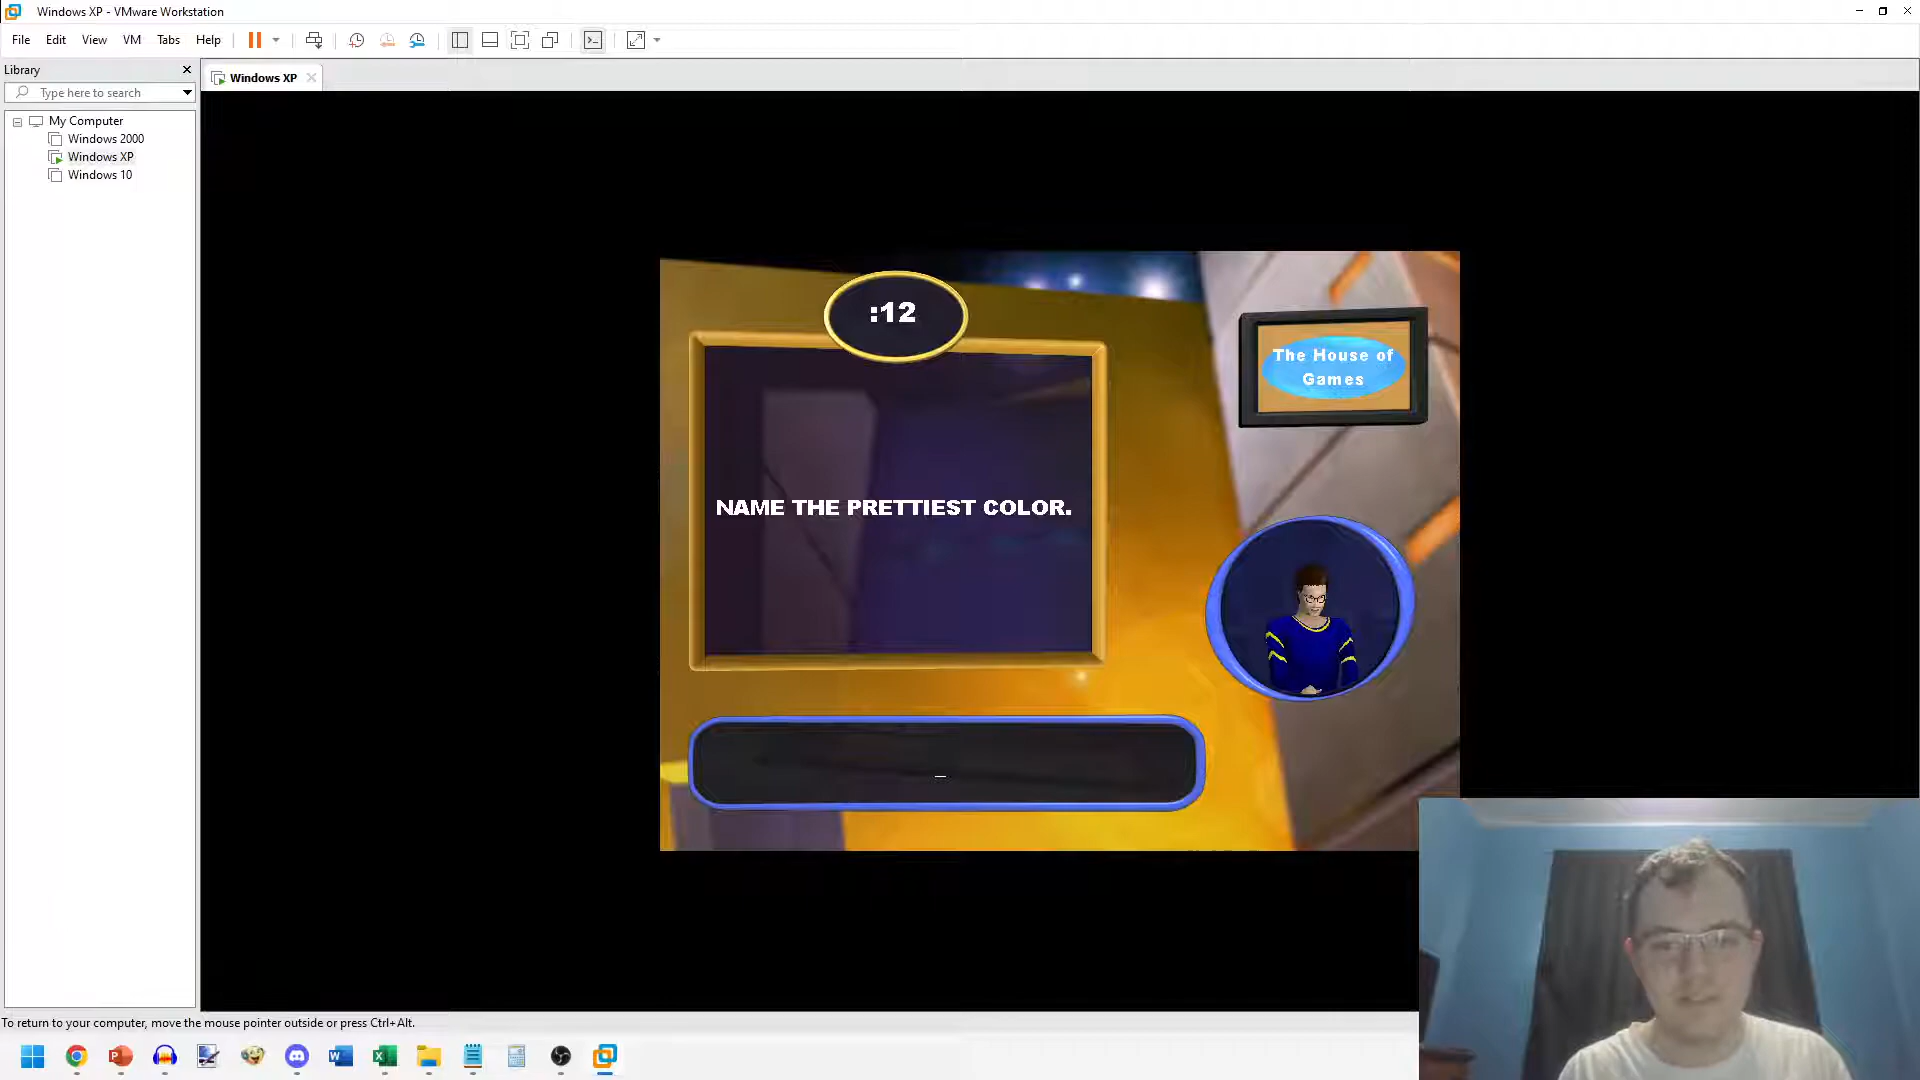 Windows XP - VMware Workstation
File Edit View VM Tabs Help
Library
Windows XP
Type here to search
My Computer
Windows 2000
Windows XP
Windows 10
:12
The House of
Games
NAME THE PRETTIEST COLOR.
_
To return to your computer, move the mouse pointer outside or press Ctrl+Alt.